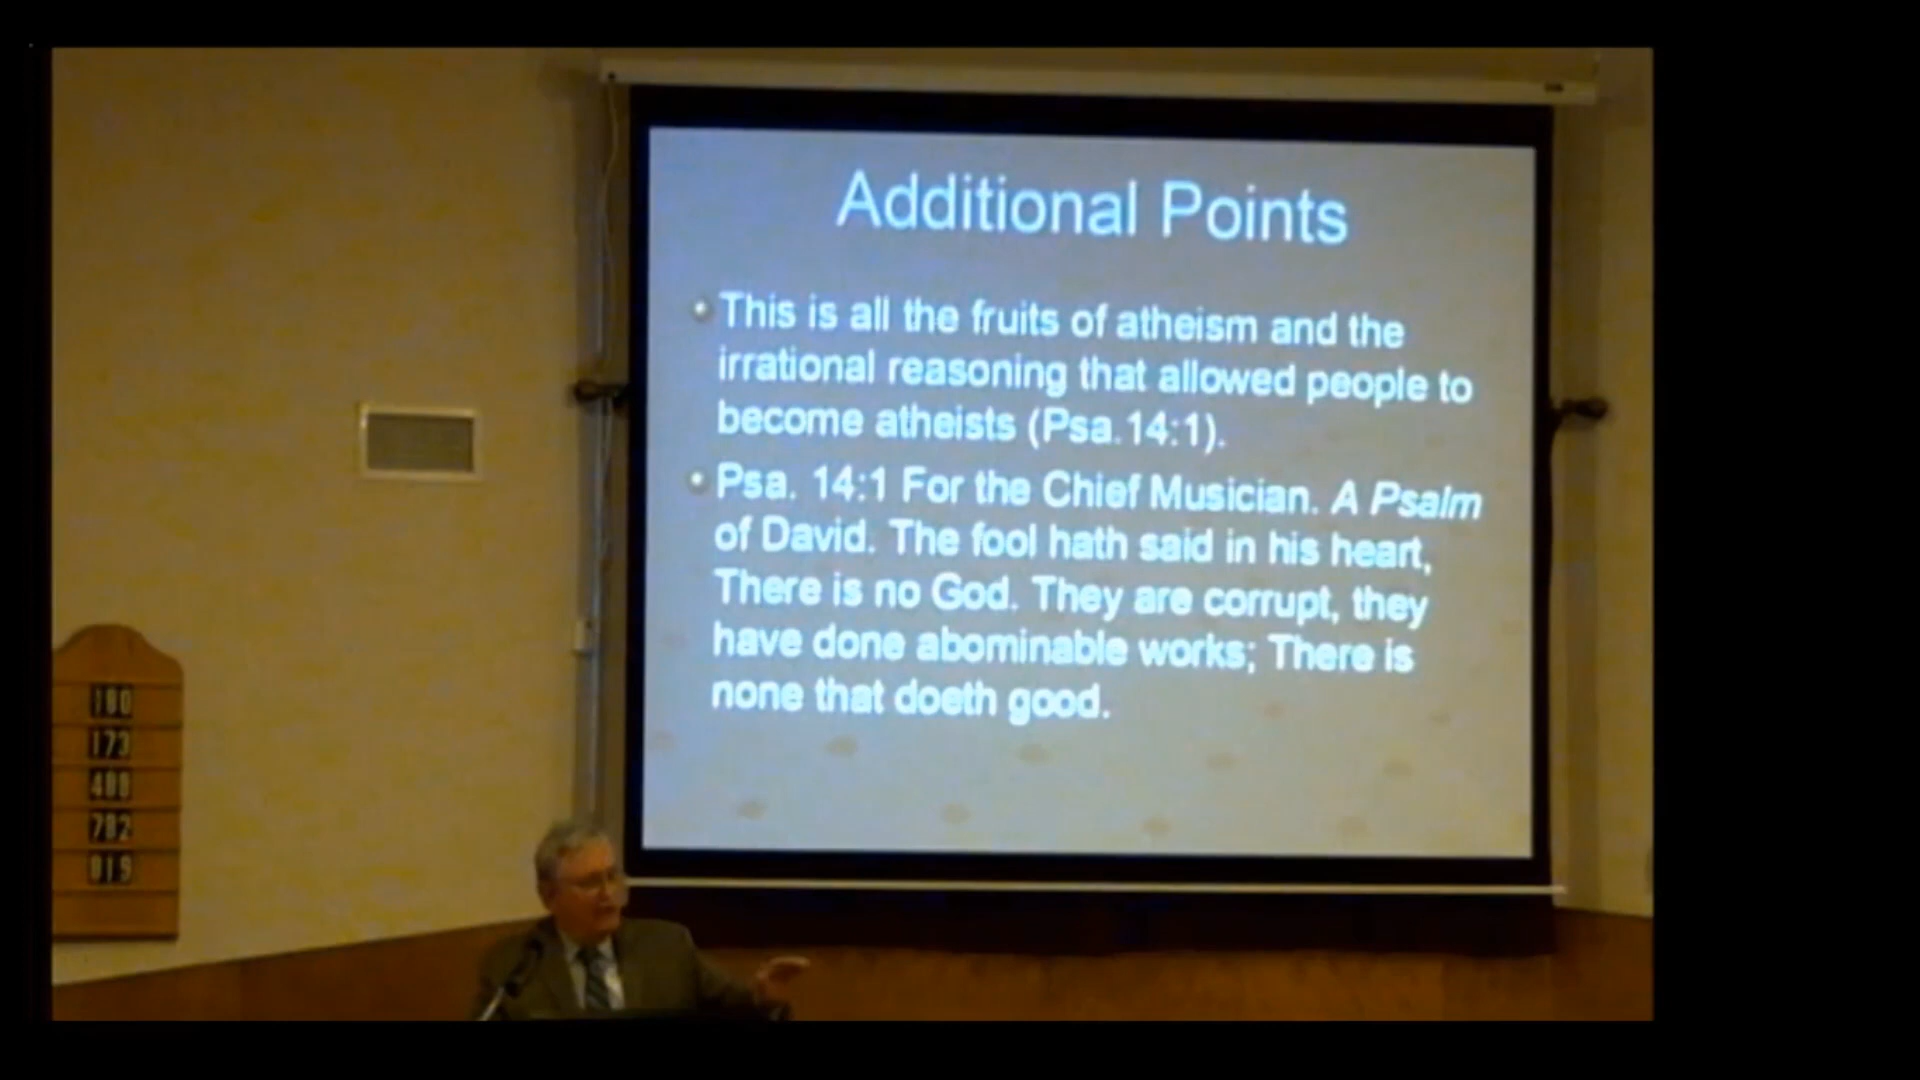 Additional Points
This is all the fruits of atheism and the
irrational reasoning that allowed people to
become atheists (Psa.14:1).
Psa. 14:1 For the Chief Musician. A Psalm
of David. The fool hath said in his heart,
There is no God. They are corrupt, they
have done abominable works; There is
none that doeth good.
173
782